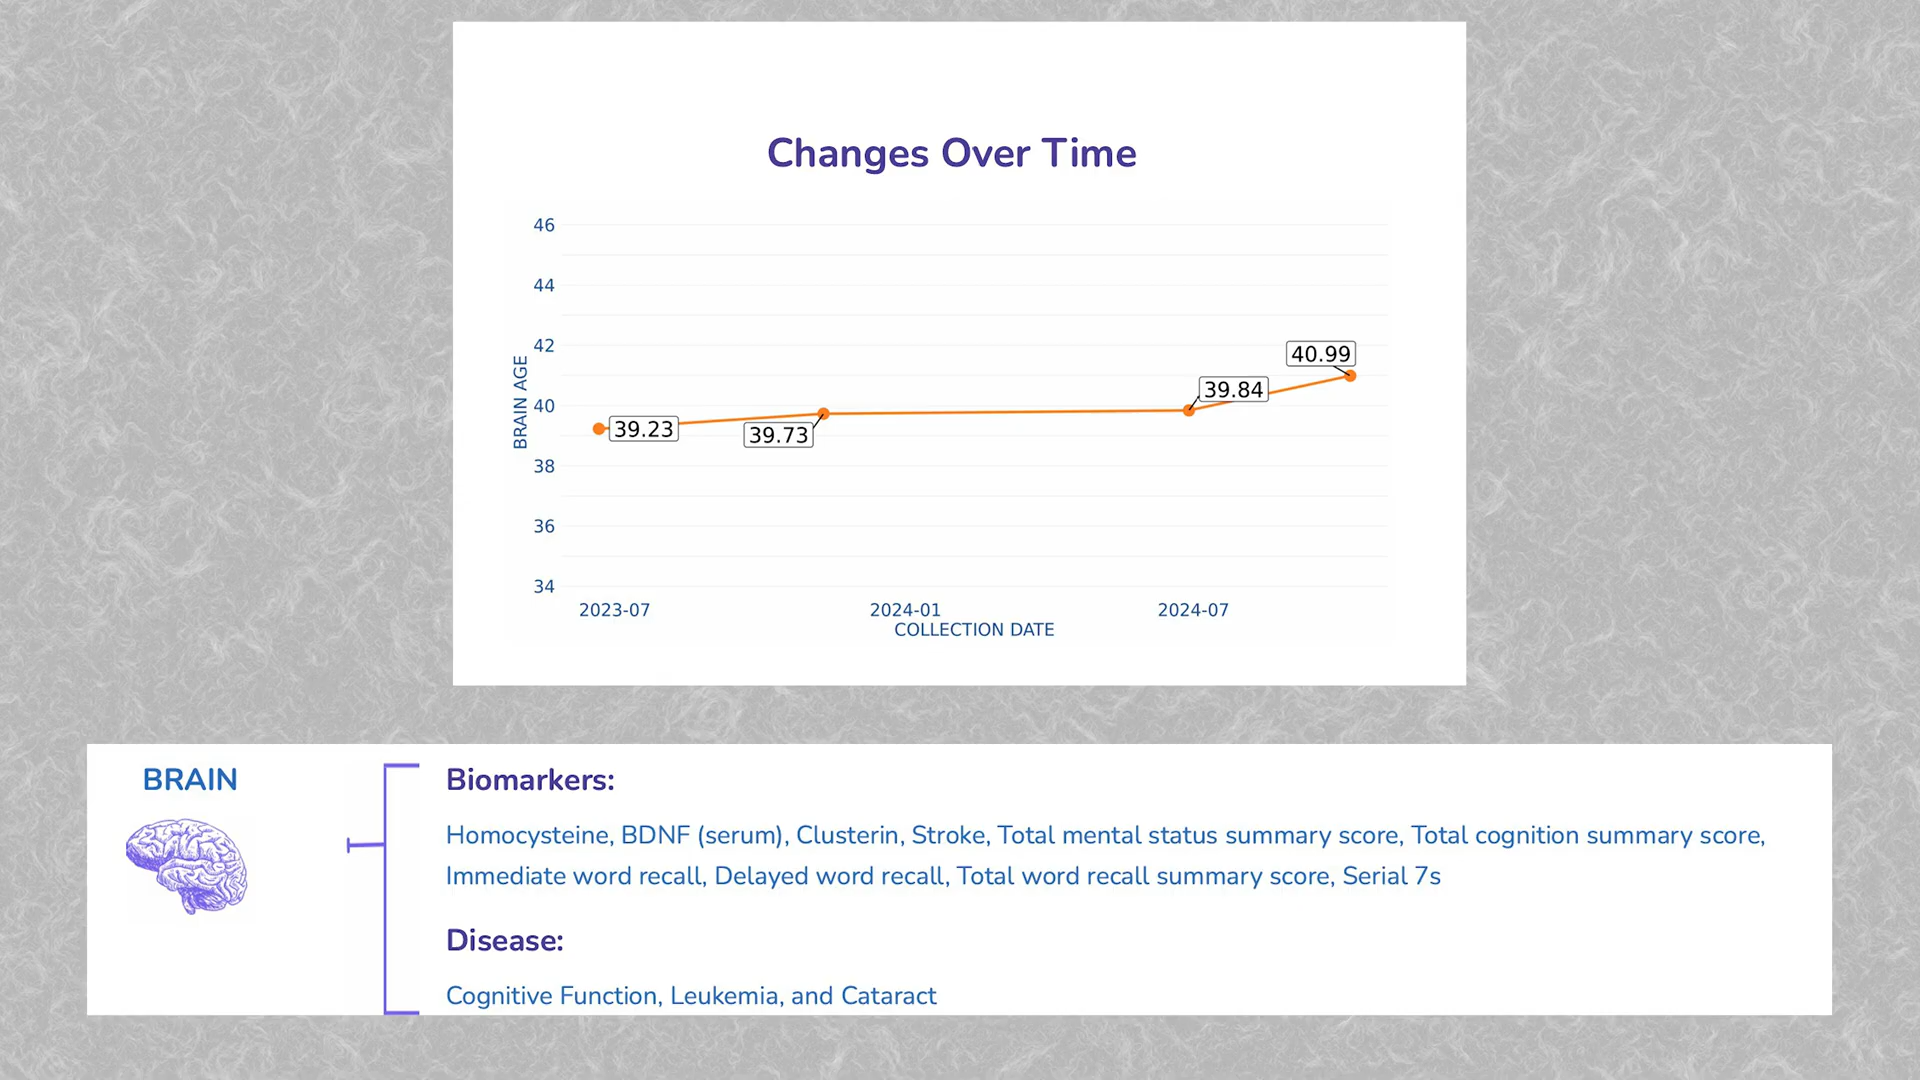 Changes Over Time
46
44
42
40
38
36
34
BRAIN AGE
39.23
39.73
39.84
40.99
2023-07
2024-01
2024-07
COLLECTION DATE
BRAIN
Biomarkers:
Homocysteine, BDNF (serum), Clusterin, Stroke, Total mental status summary score, Total cognition summary score,
Immediate word recall, Delayed word recall, Total word recall summary score, Serial 7s
Disease:
Cognitive Function, Leukemia, and Cataract